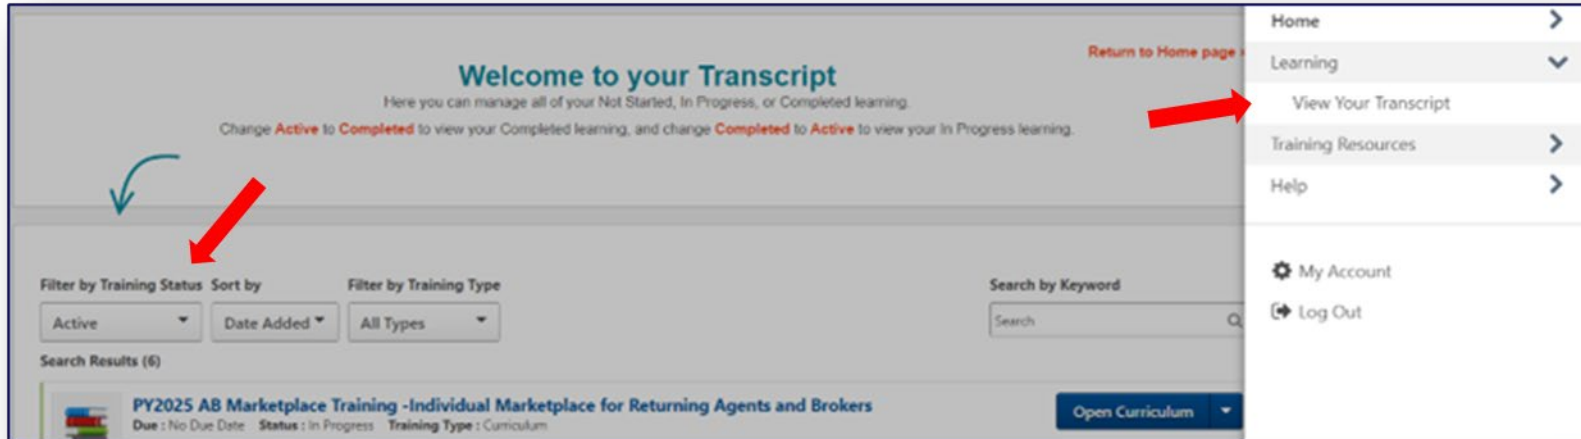 Return to Home page »
Welcome to your Transcript
Here you can manage all of your Not Started, In Progress, or Completed learning.
Change Active to Completed to view your Completed learning, and change Completed to Active to view your In Progress learning.
Filter by Training Status Sort by Filter by Training Type Search by Keyword
Active Date Added All Types Search
Search Results (6)
PY2025 AB Marketplace Training -Individual Marketplace for Returning Agents and Brokers
Due : No Due Date Status : In Progress Training Type : Curriculum
Open Curriculum
Home
Learning
View Your Transcript
Training Resources
Help
My Account
Log Out